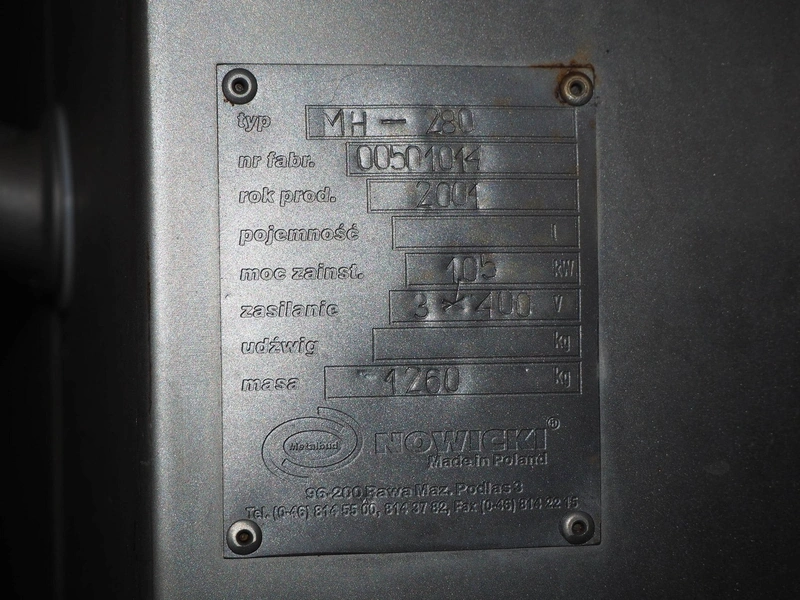 typ MH - 280
nr fabr. 00501014
rok prod. 2001
pojemność l
moc zainst. 105 kW
zasilanie 3 ~ 400 V
udźwig kg
masa 1260 kg
Metalbud NOWICKI ®
Made in Poland
96-200 Rawa Maz. Podlas 3
Tel. (0-46) 814 55 00, 814 37 82, Fax (0-46) 814 22 15